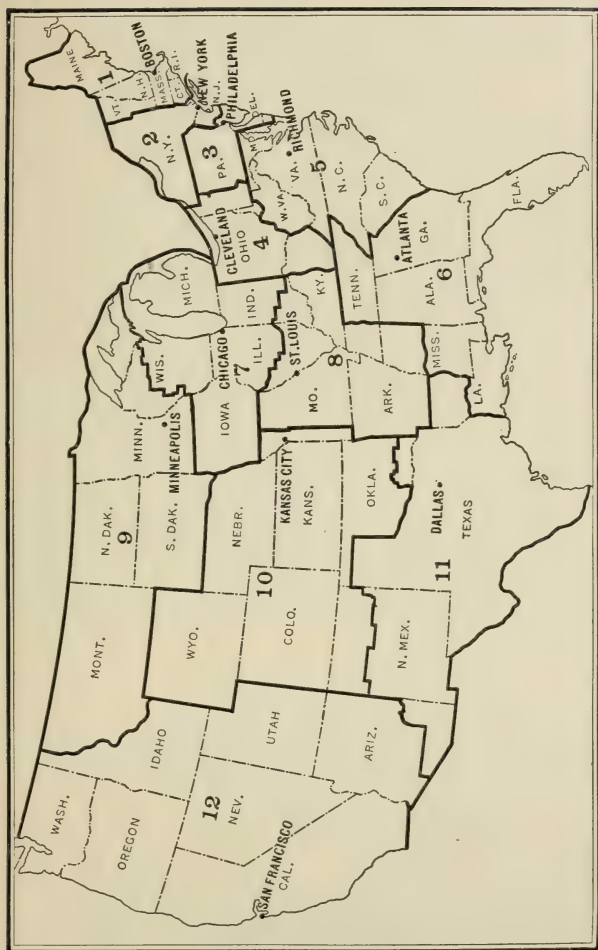 WASH.
OREGON
CAL.
SAN FRANCISCO
12
NEV.
IDAHO
UTAH
ARIZ.
MONT.
WYO.
COLO.
10
N. MEX.
N. DAK.
9
S. DAK.
NEBR.
KANSAS CITY
KANS.
OKLA.
DALLAS
TEXAS
11
MINN.
MINNEAPOLIS
IOWA
MO.
ST. LOUIS
8
ARK.
LA.
WIS.
CHICAGO
7
ILL.
MICH.
IND.
KY.
TENN.
MISS.
ALA.
6
ATLANTA
GA.
FLA.
CLEVELAND
OHIO
4
W. VA.
VA.
RICHMOND
5
N. C.
S. C.
PA.
3
MD.
DEL.
N. J.
PHILADELPHIA
NEW YORK
2
N. Y.
VT.
N. H.
MASS.
CT.
R. I.
BOSTON
1
MAINE